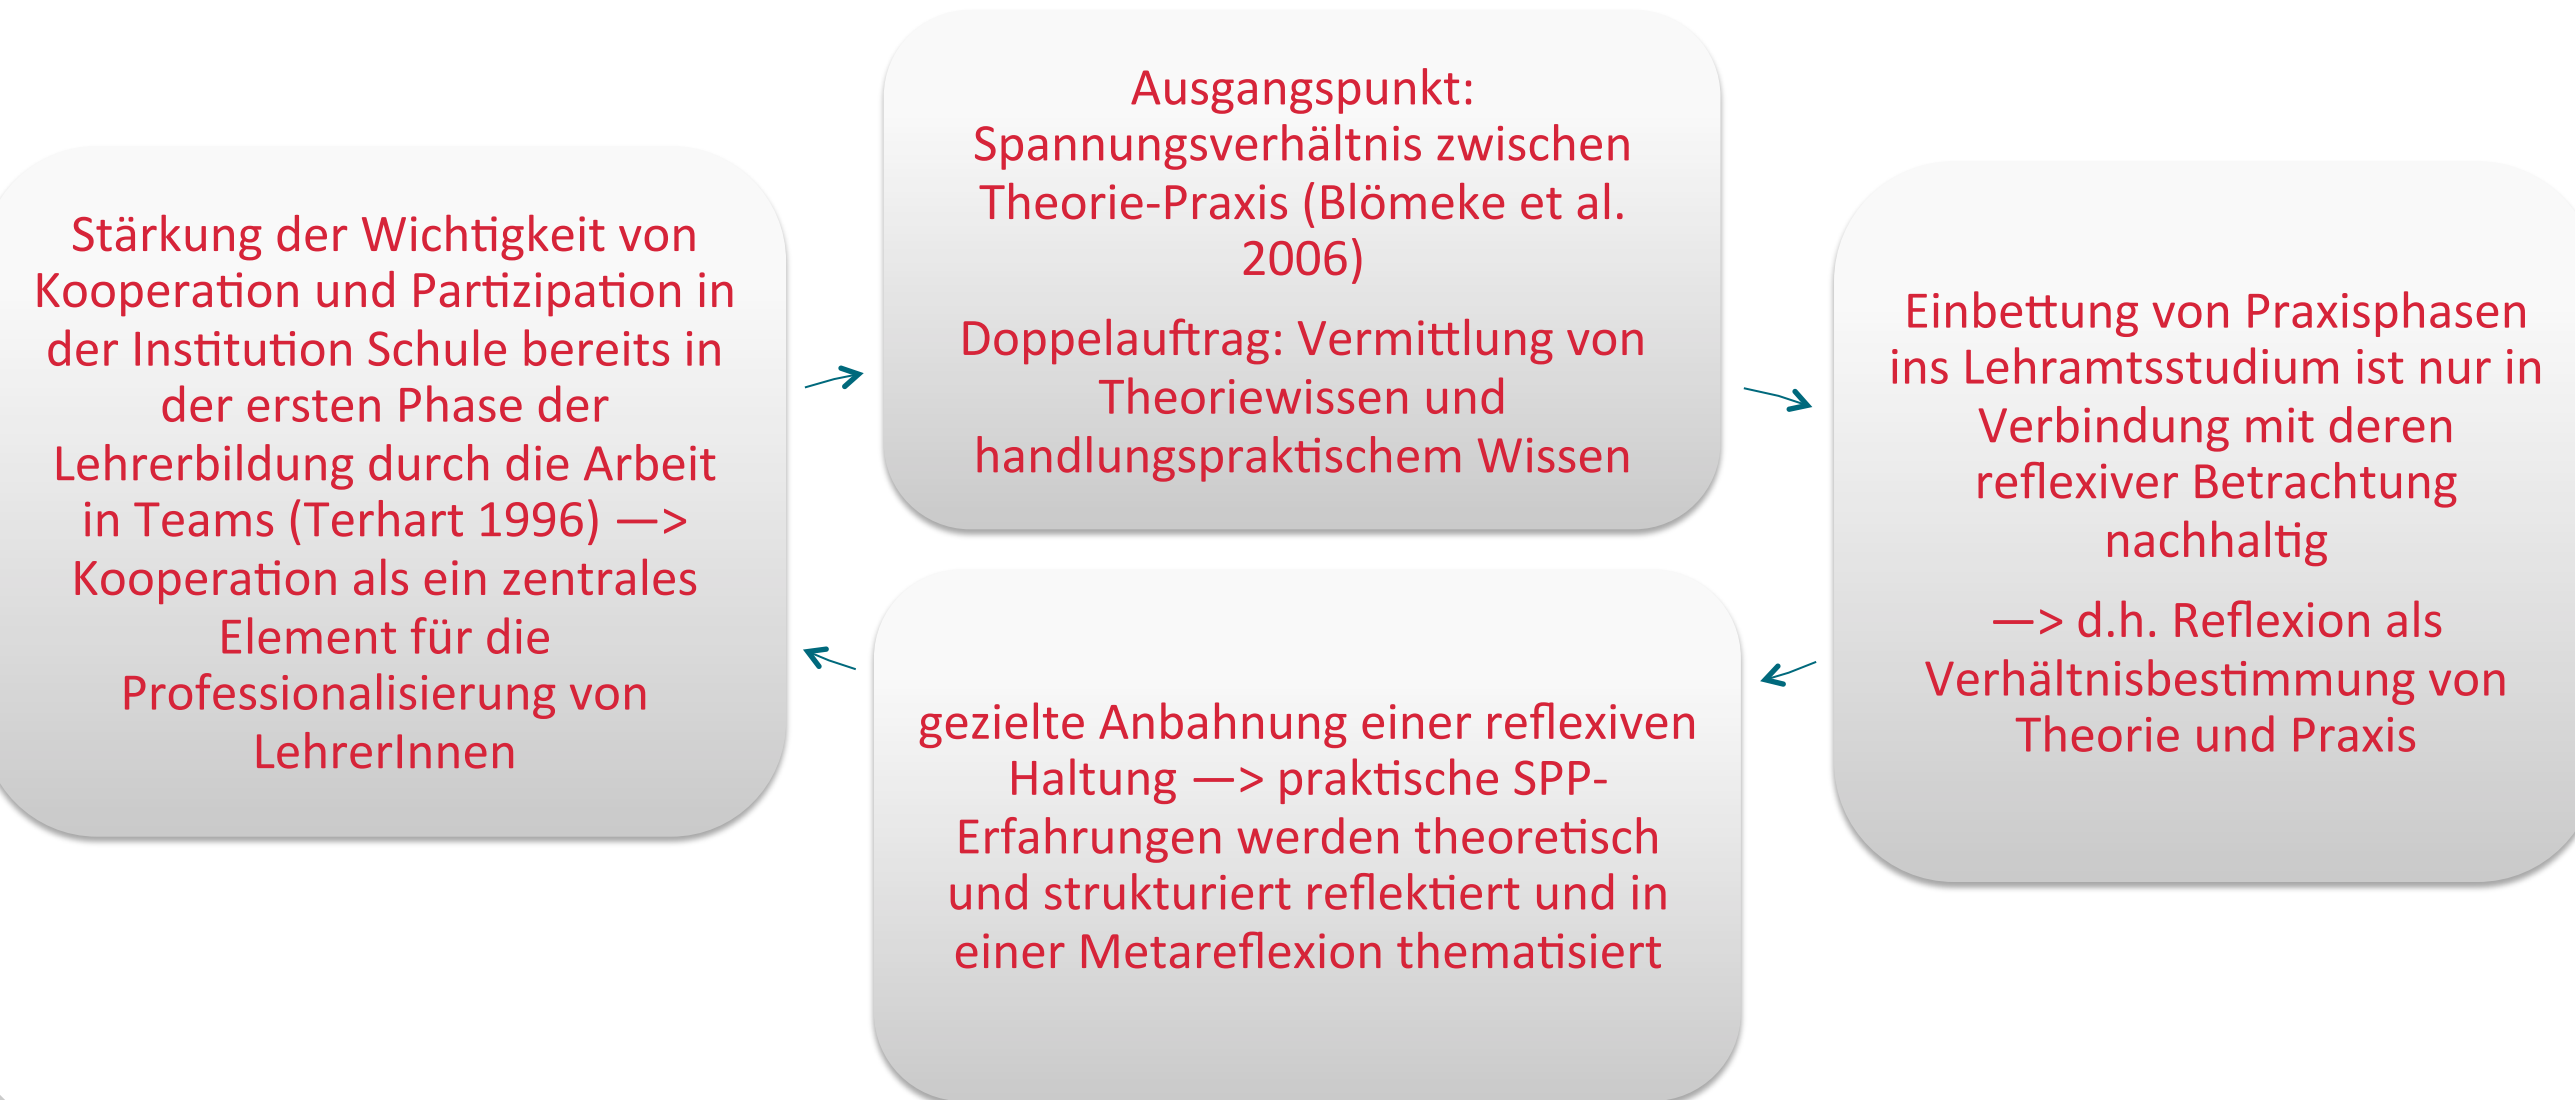 Ausgangspunkt:
Spannungsverhältnis zwischen
Theorie-Praxis (Blömeke et al.
2006)
Doppelauftrag: Vermittlung von
Theoriewissen und
handlungspraktischem Wissen
Einbettung von Praxisphasen
ins Lehramtsstudium ist nur in
Verbindung mit deren
reflexiver Betrachtung
nachhaltig
—> d.h. Reflexion als
Verhältnisbestimmung von
Theorie und Praxis
gezielte Anbahnung einer reflexiven
Haltung —> praktische SPP-
Erfahrungen werden theoretisch
und strukturiert reflektiert und in
einer Metareflexion thematisiert
Stärkung der Wichtigkeit von
Kooperation und Partizipation in
der Institution Schule bereits in
der ersten Phase der
Lehrerbildung durch die Arbeit
in Teams (Terhart 1996) —>
Kooperation als ein zentrales
Element für die
Professionalisierung von
LehrerInnen